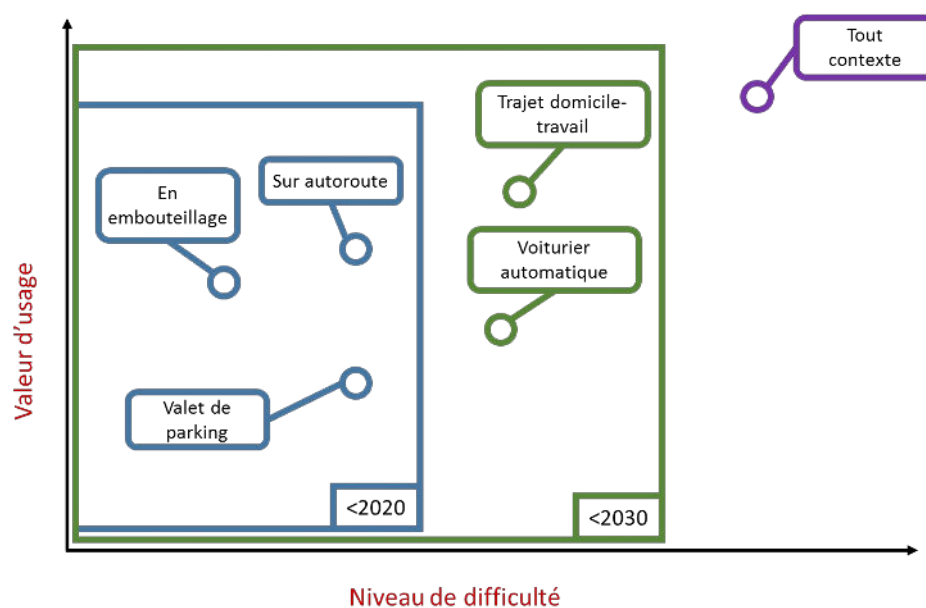 Tout
contexte
Trajet domicile-
travail
Sur autoroute
En
embouteillage
Voiturier
automatique
Valeur d'usage
Valet de
parking
<2020
<2030
Niveau de difficulté